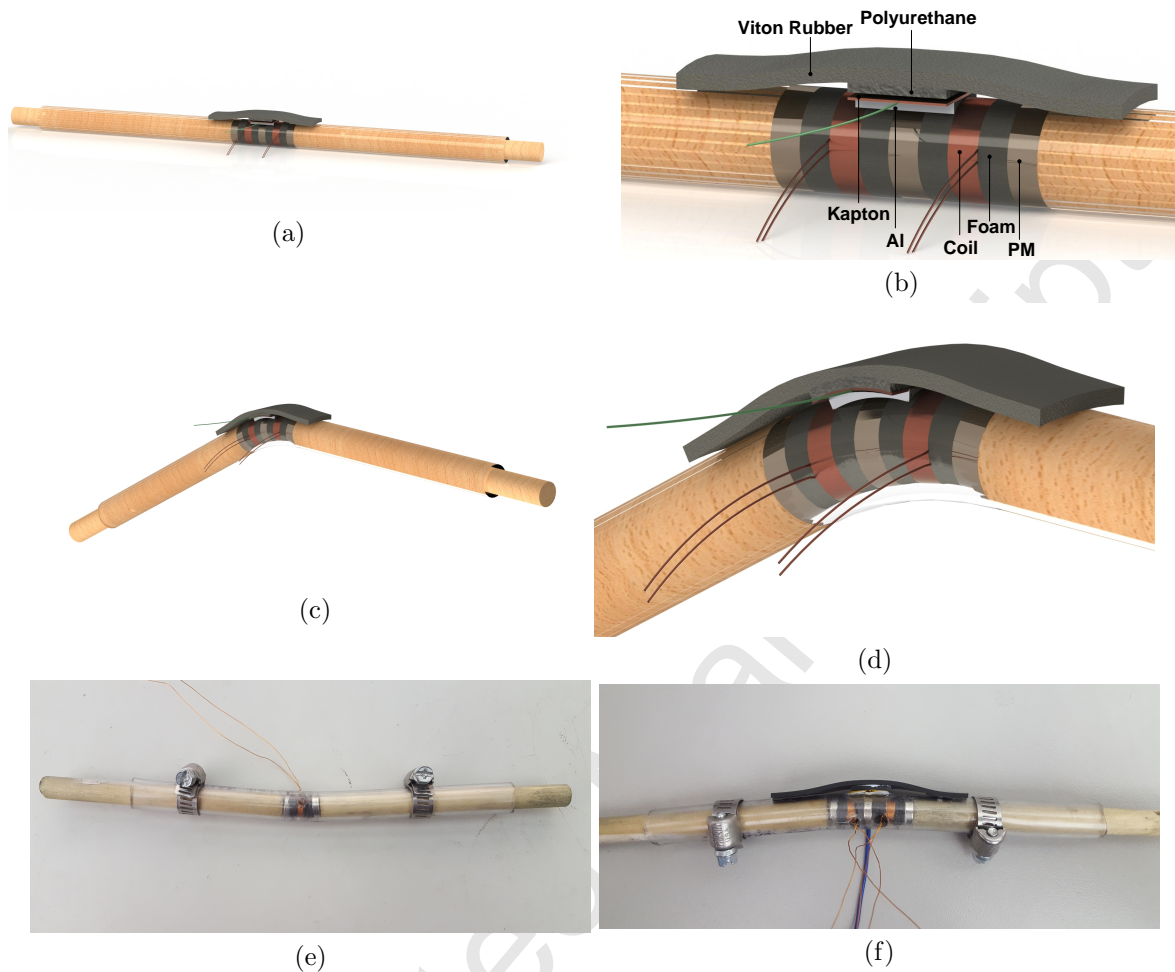 Polyurethane
Viton Rubber
Kapton
Al
Coil
Foam
PM
(a)
(b)
(c)
(d)
(e)
(f)